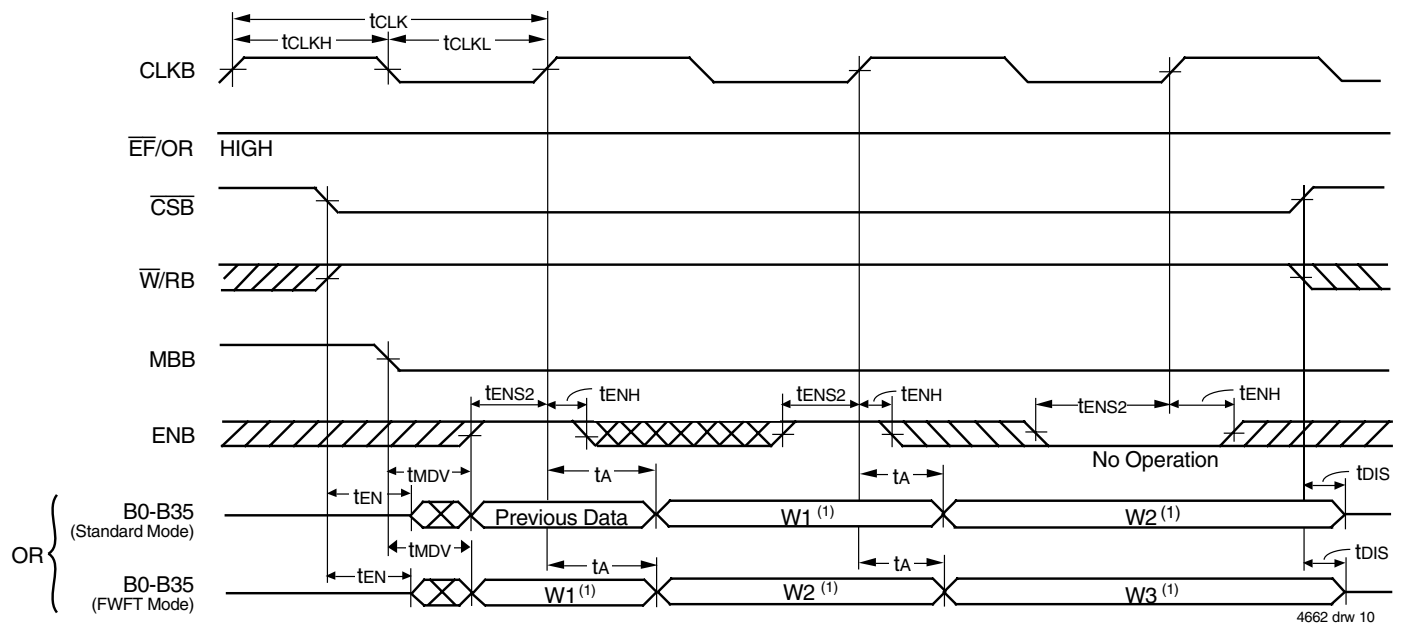 tCLK
tCLKH
tCLKL
CLKB
EF/OR
HIGH
CSB
W/RB
MBB
tENS2
tENH
tENS2
tENH
tENS2
tENH
ENB
No Operation
tMDV
tA
tA
tDIS
tEN
B0-B35
(Standard Mode)
Previous Data
W1 (1)
W2 (1)
OR
tMDV
tA
tA
tDIS
tEN
B0-B35
(FWFT Mode)
W1 (1)
W2 (1)
W3 (1)
4662 drw 10